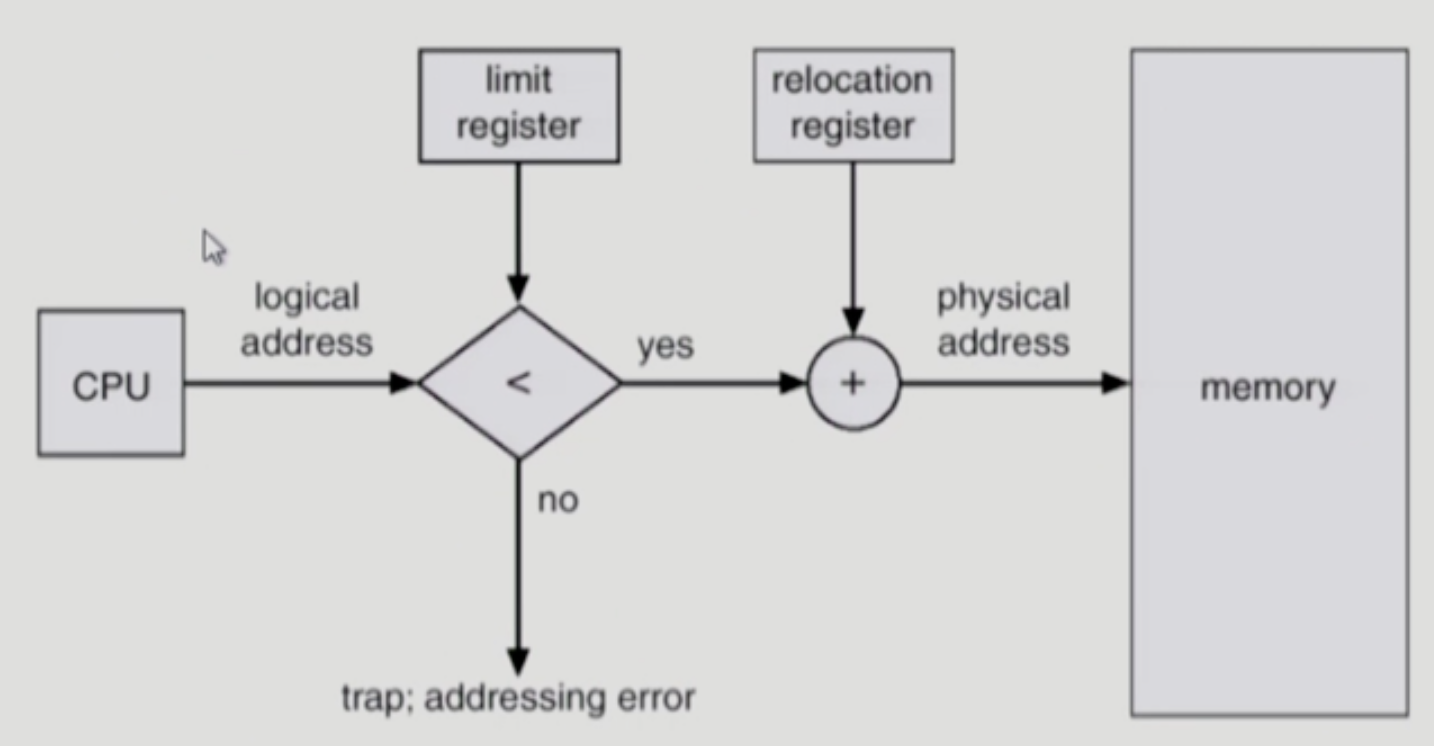 limit
register
relocation
register
logical
address
yes
physical
address
CPU
<
+
memory
no
trap; addressing error